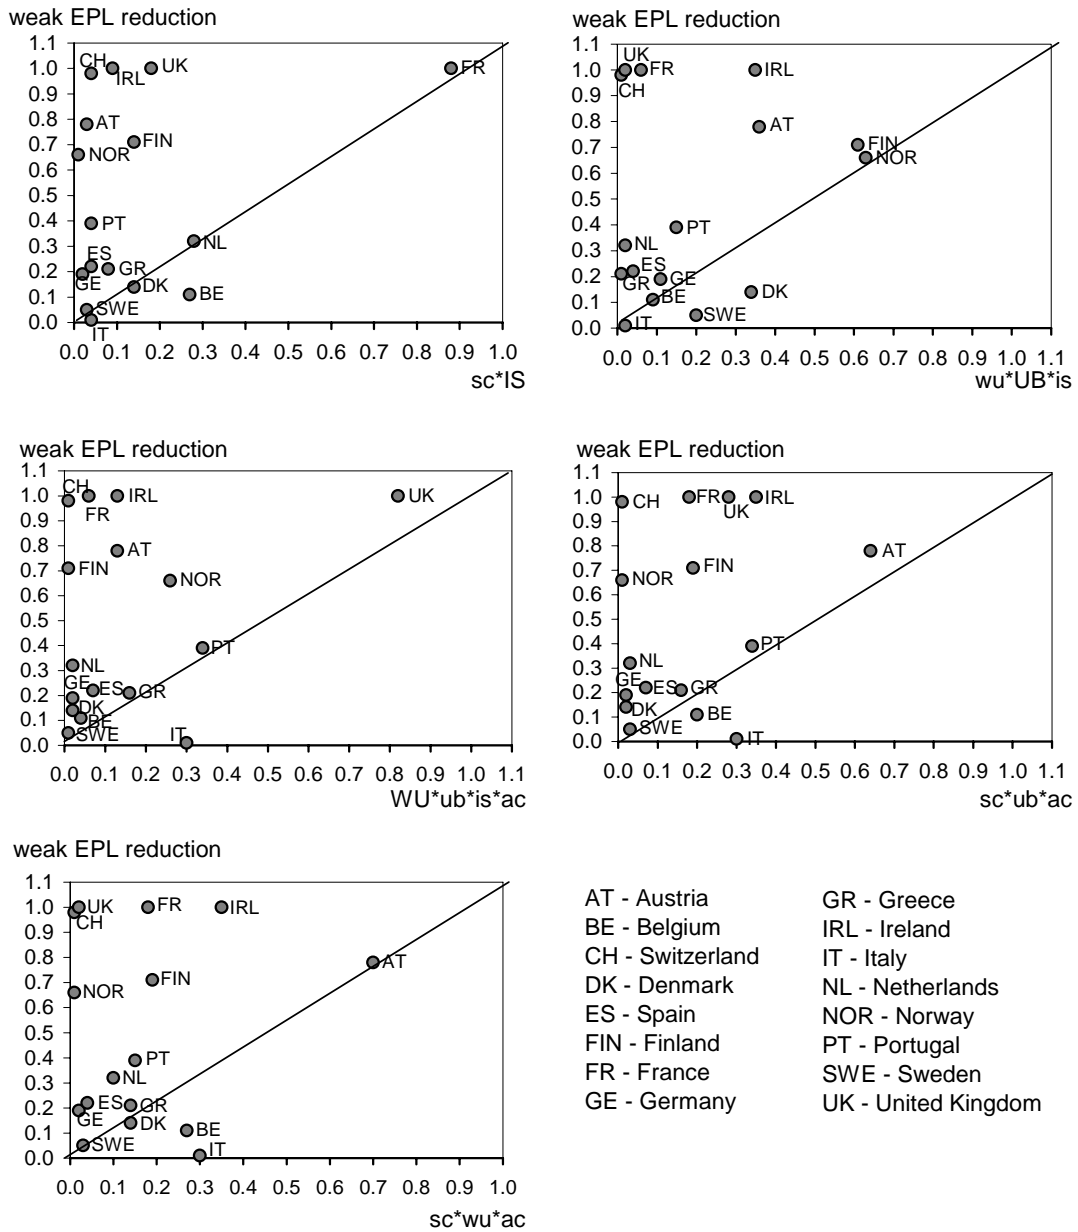 weak EPL reduction
1.1
1.0
0.9
0.8
0.7
0.6
0.5
0.4
0.3
0.2
0.1
0.0
CH
IRL
UK
FR
AT
FIN
NOR
PT
NL
ES
GR
GE
DK
BE
SWE
IT
0.0 0.1 0.2 0.3 0.4 0.5 0.6 0.7 0.8 0.9 1.0
sc*IS
weak EPL reduction
1.1
1.0
0.9
0.8
0.7
0.6
0.5
0.4
0.3
0.2
0.1
0.0
UK
FR
IRL
CH
AT
FIN
NOR
PT
NL
ES
GR
GE
DK
BE
SWE
IT
0.0 0.1 0.2 0.3 0.4 0.5 0.6 0.7 0.8 0.9 1.0 1.1
wu*UB*is
weak EPL reduction
1.1
1.0
0.9
0.8
0.7
0.6
0.5
0.4
0.3
0.2
0.1
0.0
CH
IRL
UK
FR
AT
FIN
NOR
PT
NL
GE
ES
GR
DK
BE
SWE
IT
0.0 0.1 0.2 0.3 0.4 0.5 0.6 0.7 0.8 0.9 1.0 1.1
WU*ub*is*ac
weak EPL reduction
1.1
1.0
0.9
0.8
0.7
0.6
0.5
0.4
0.3
0.2
0.1
0.0
CH
FR
IRL
UK
AT
FIN
NOR
PT
NL
GE
ES
GR
DK
BE
SWE
IT
0.0 0.1 0.2 0.3 0.4 0.5 0.6 0.7 0.8 0.9 1.0 1.1
sc*ub*ac
weak EPL reduction
1.1
1.0
0.9
0.8
0.7
0.6
0.5
0.4
0.3
0.2
0.1
0.0
UK
FR
IRL
CH
AT
FIN
NOR
PT
NL
ES
GR
GE
DK
BE
SWE
IT
0.0 0.1 0.2 0.3 0.4 0.5 0.6 0.7 0.8 0.9 1.0
sc*wu*ac
AT - Austria
BE - Belgium
CH - Switzerland
DK - Denmark
ES - Spain
FIN - Finland
FR - France
GE - Germany
GR - Greece
IRL - Ireland
IT - Italy
NL - Netherlands
NOR - Norway
PT - Portugal
SWE - Sweden
UK - United Kingdom